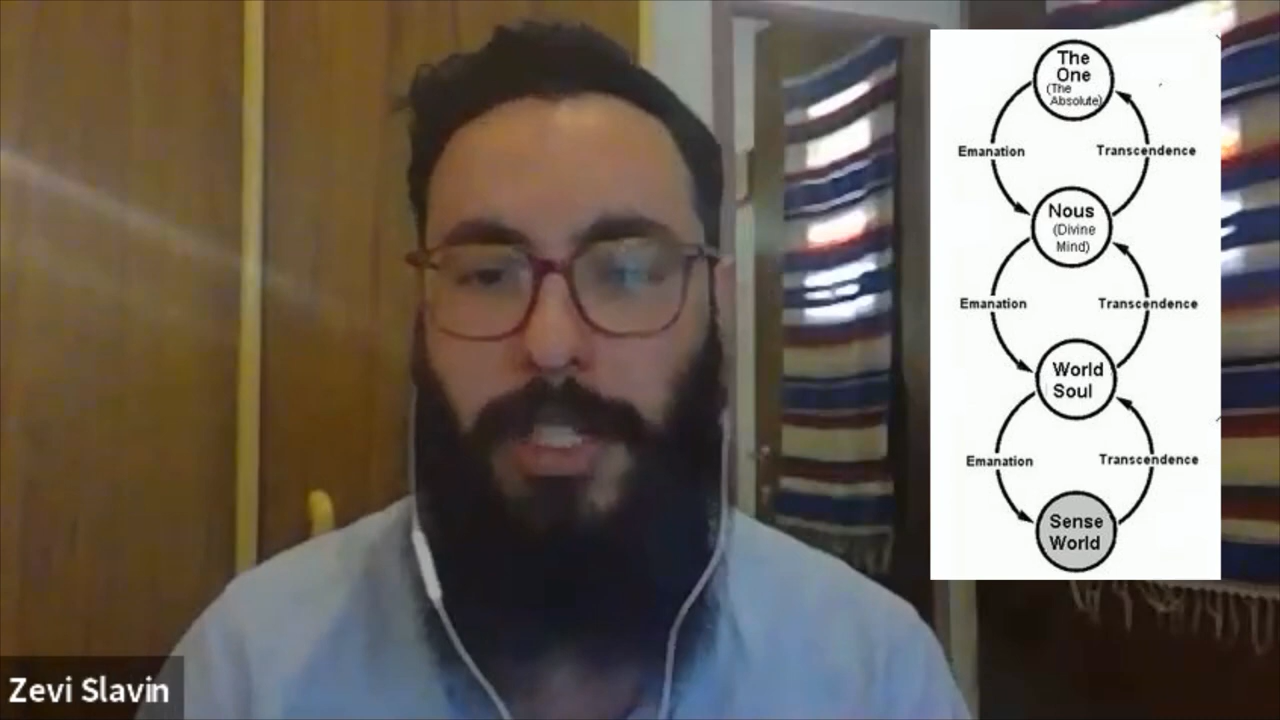 The
One
(The
Absolute)
Emanation
Transcendence
Nous
(Divine
Mind)
Emanation
Transcendence
World
Soul
Emanation
Transcendence
Sense
World
Zevi Slavin